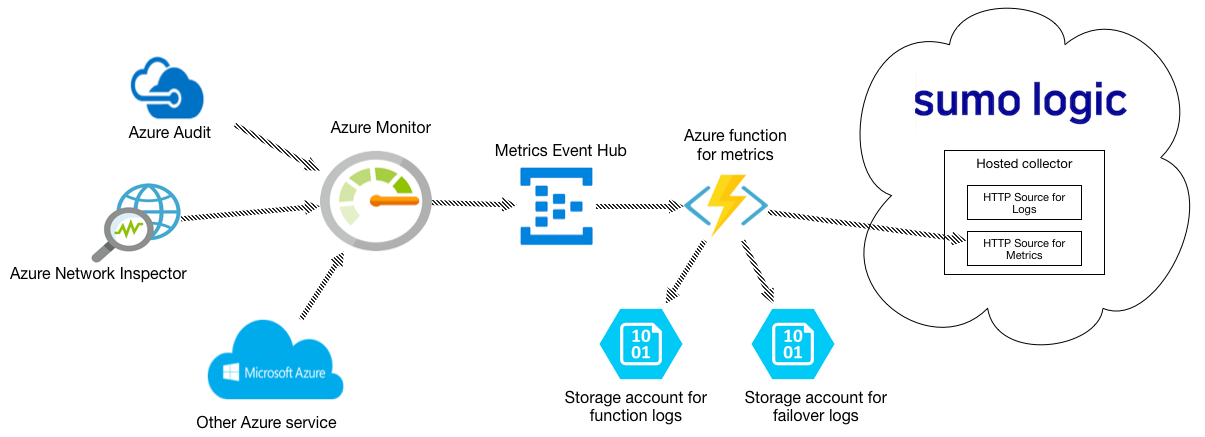 Azure Audit
Azure Network Inspector
Microsoft Azure
Other Azure service
Azure Monitor
Metrics Event Hub
Azure function
for metrics
10
01
Storage account for
function logs
10
01
Storage account for
failover logs
sumo logic
Hosted collector
HTTP Source for
Logs
HTTP Source for
Metrics